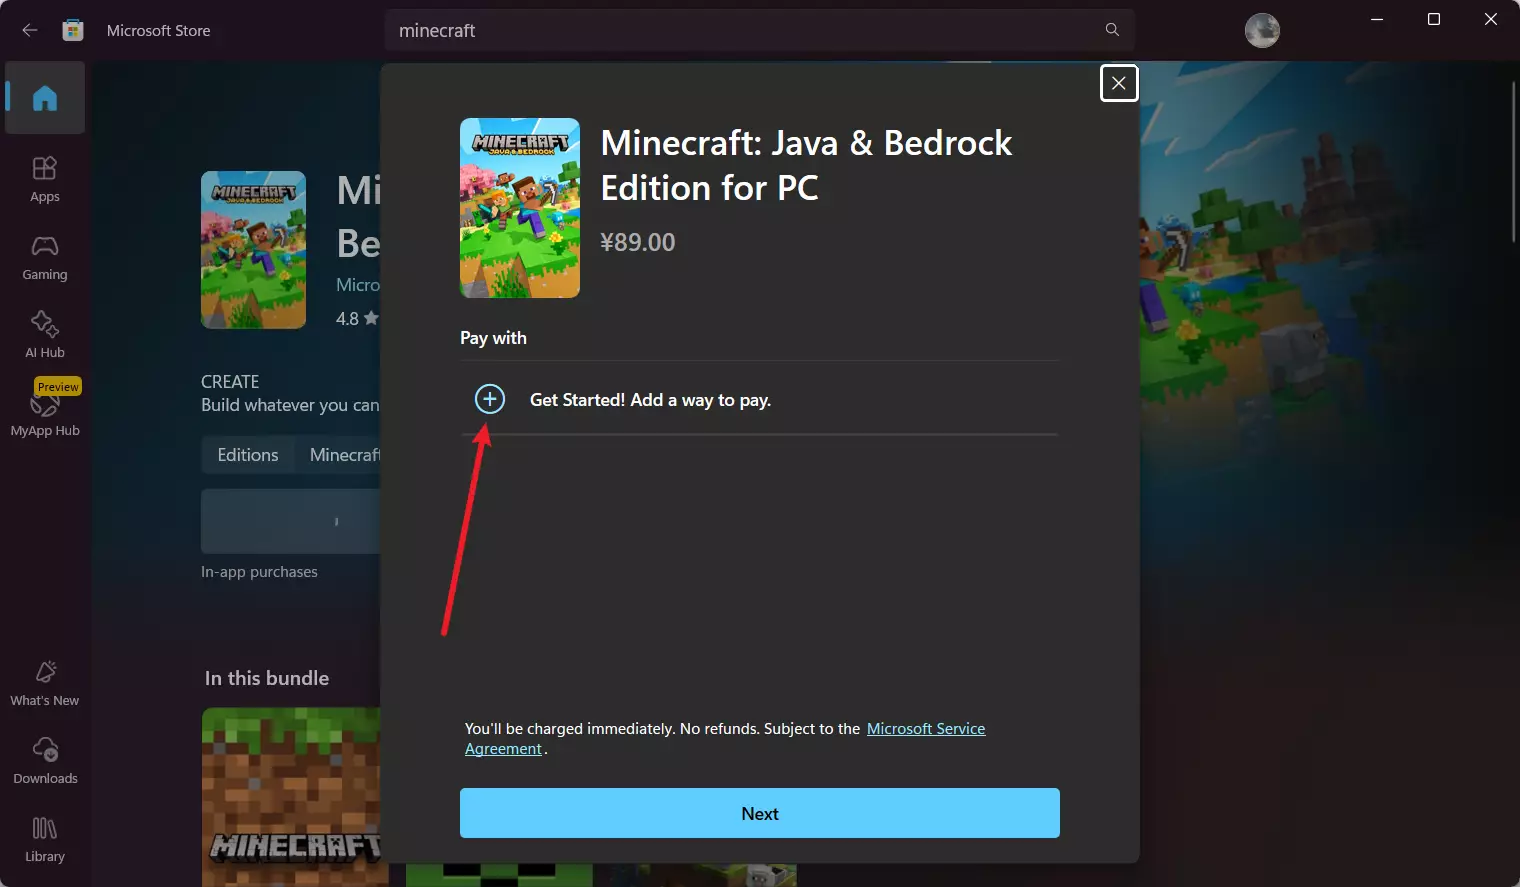 Microsoft Store
minecraft
Apps
Gaming
AI Hub
Preview
MyApp Hub
What's New
Downloads
Library
MINECRAFT
JAVA & BEDROCK
Mi
Be
Micro
4.8
CREATE
Build whatever you can
Editions
Minecraft
In-app purchases
In this bundle
MINECRAFT
MINECRAFT
JAVA & BEDROCK
Minecraft: Java & Bedrock
Edition for PC
¥89.00
Pay with
Get Started! Add a way to pay.
You'll be charged immediately. No refunds. Subject to the Microsoft Service
Agreement.
Next